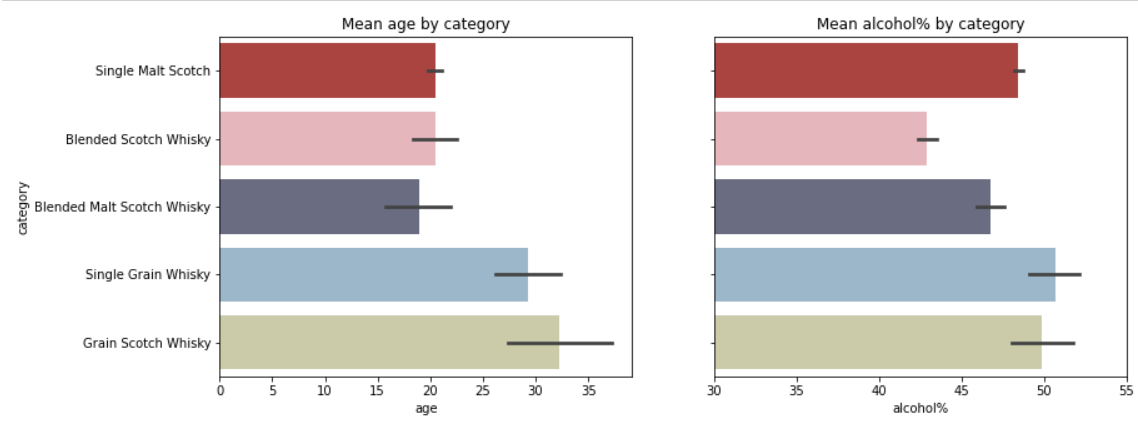 Mean age by category
Mean alcohol% by category
Single Malt Scotch
Blended Scotch Whisky
Blended Malt Scotch Whisky
Single Grain Whisky
Grain Scotch Whisky
category
0 5 10 15 20 25 30 35
age
30 35 40 45 50 55
alcohol%